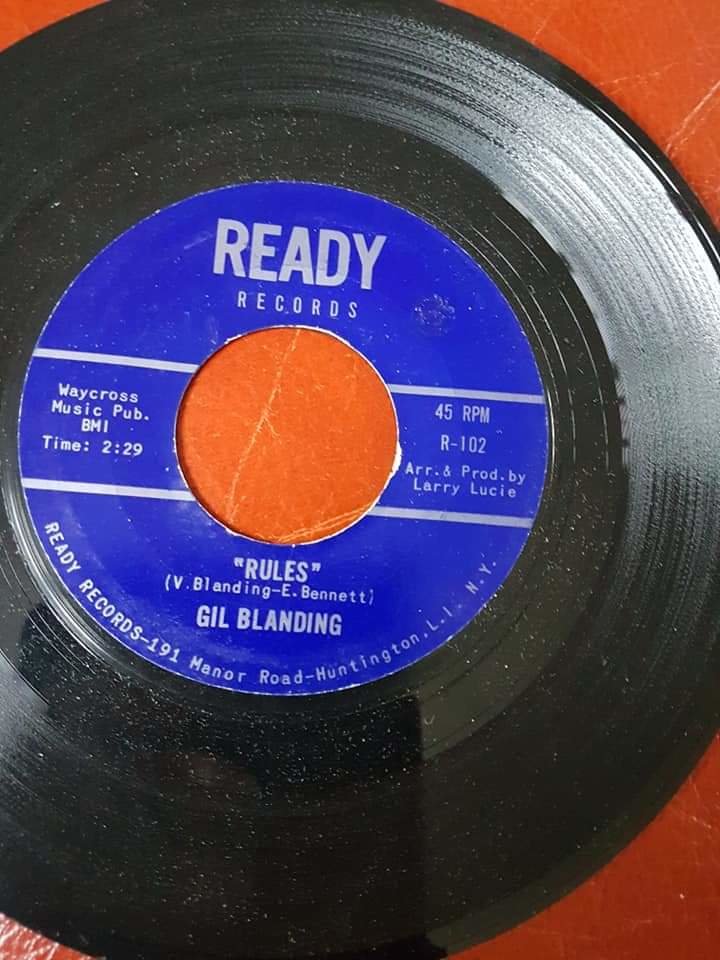 READY
RECORDS
Waycross
Music Pub.
BMI
Time: 2:29
45 RPM
R-102
Arr.& Prod.by
Larry Lucie
"RULES"
(V.Blanding-E.Bennett)
GIL BLANDING
READY RECORDS-191 Manor Road-Huntington, L.I. N.Y.